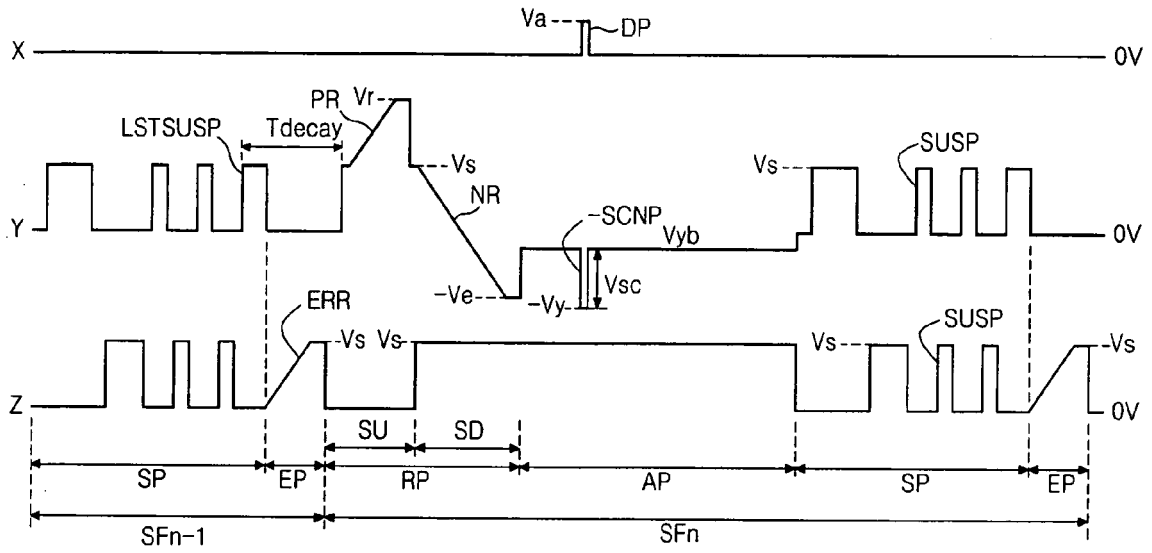 Va
DP
X
0V
PR
Vr
LSTSUSP
Tdecay
Vs
Vs
SUSP
NR
-SCNP
Y
Vyb
0V
Vsc
-Ve
-Vy
ERR
SUSP
Vs
Vs
Vs
Vs
Z
0V
SU
SD
SP
EP
RP
AP
SP
EP
SFn-1
SFn